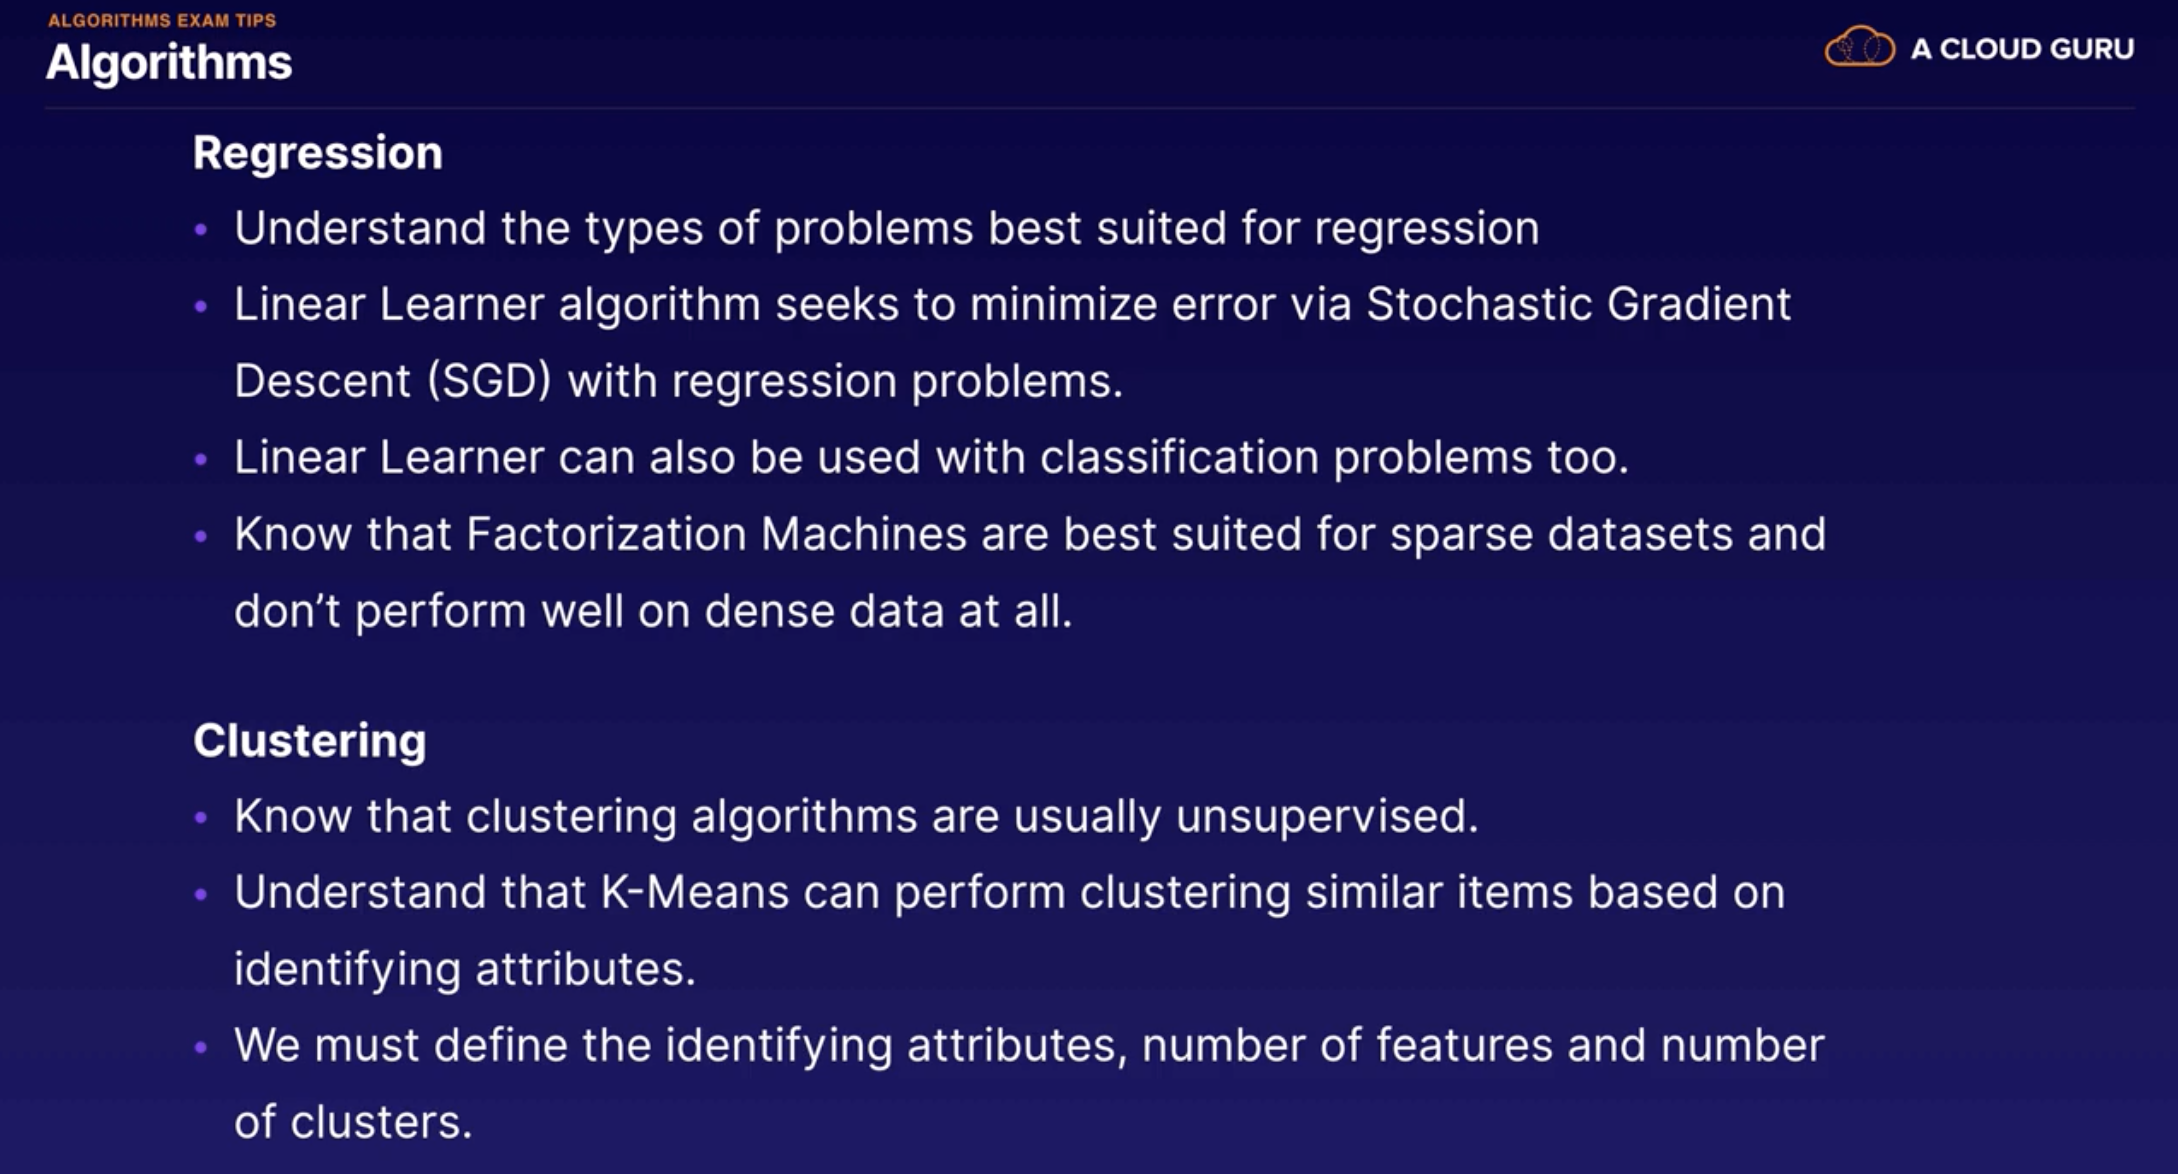 ALGORITHMS EXAM TIPS
Algorithms
A CLOUD GURU
Regression
• Understand the types of problems best suited for regression
• Linear Learner algorithm seeks to minimize error via Stochastic Gradient
Descent (SGD) with regression problems.
• Linear Learner can also be used with classification problems too.
• Know that Factorization Machines are best suited for sparse datasets and
don’t perform well on dense data at all.
Clustering
• Know that clustering algorithms are usually unsupervised.
• Understand that K-Means can perform clustering similar items based on
identifying attributes.
• We must define the identifying attributes, number of features and number
of clusters.